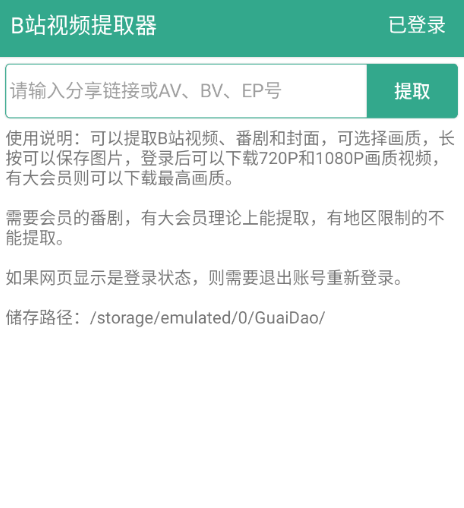 B站视频提取器 已登录
请输入分享链接或AV、BV、EP号 提取
使用说明：可以提取B站视频、番剧和封面，可选择画质，长
按可以保存图片，登录后可以下载720P和1080P画质视频，
有大会员则可以下载最高画质。
需要会员的番剧，有大会员理论上能提取，有地区限制的不
能提取。
如果网页显示是登录状态，则需要退出账号重新登录。
储存路径：/storage/emulated/0/GuaiDao/